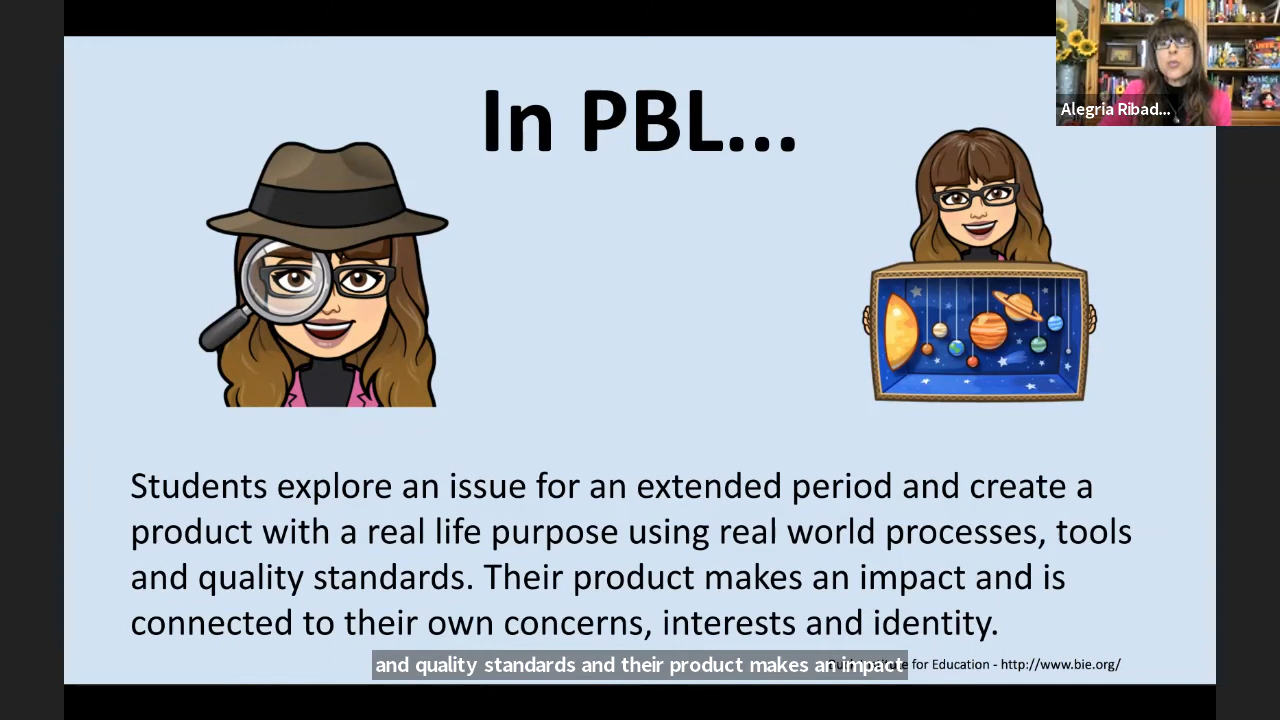 In PBL...
Alegria Ribad...
Students explore an issue for an extended period and create a
product with a real life purpose using real world processes, tools
and quality standards. Their product makes an impact and is
connected to their own concerns, interests and identity.
and quality standards and their product makes an impact
for Education - http://www.bie.org/